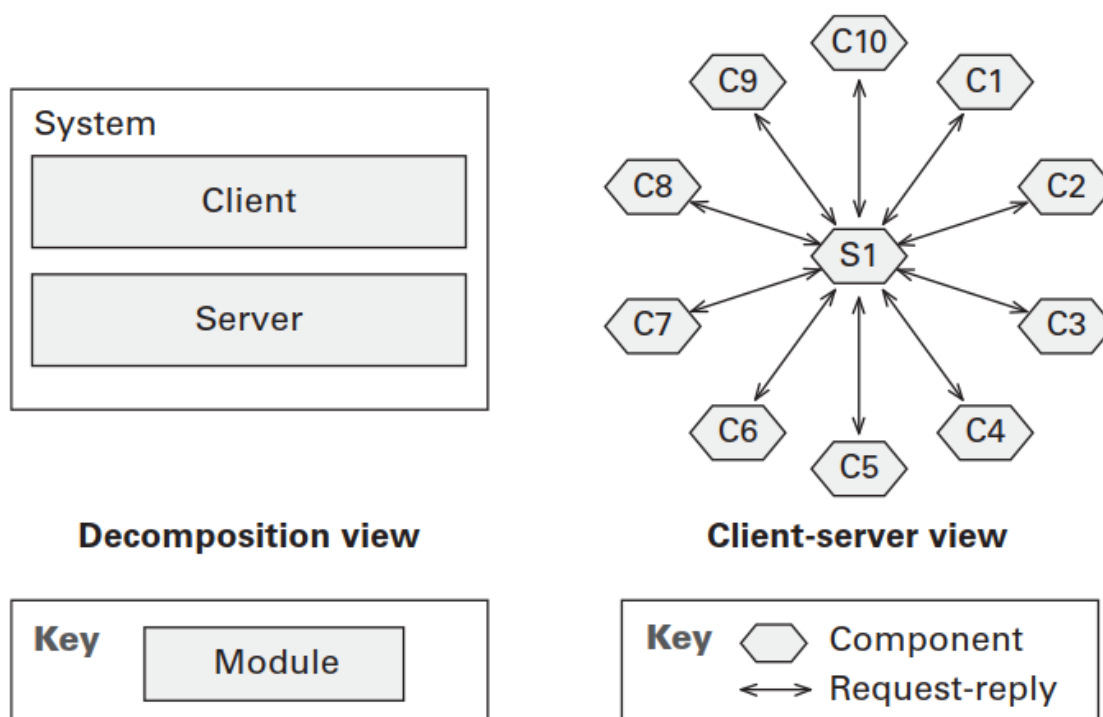 System
Client
Server
Decomposition view
Key
Module
C10
C9
C1
C8
C2
S1
C7
C3
C6
C4
C5
Client-server view
Key
Component
Request-reply